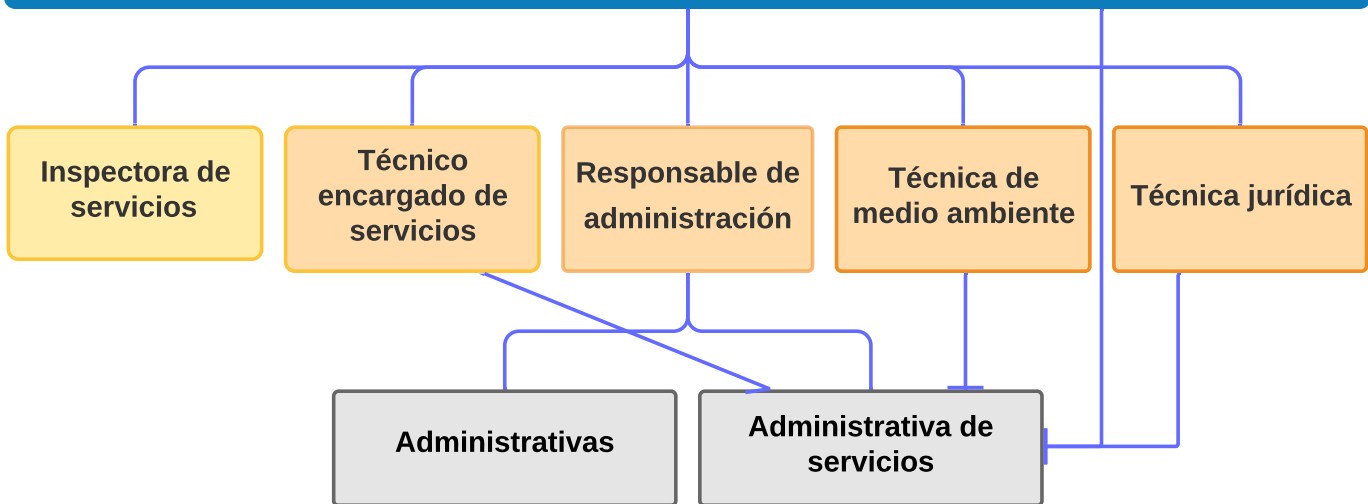 Inspectora de
servicios
Técnico
encargado de
servicios
Responsable de
administración
Técnica de
medio ambiente
Técnica jurídica
Administrativas
Administrativa de
servicios